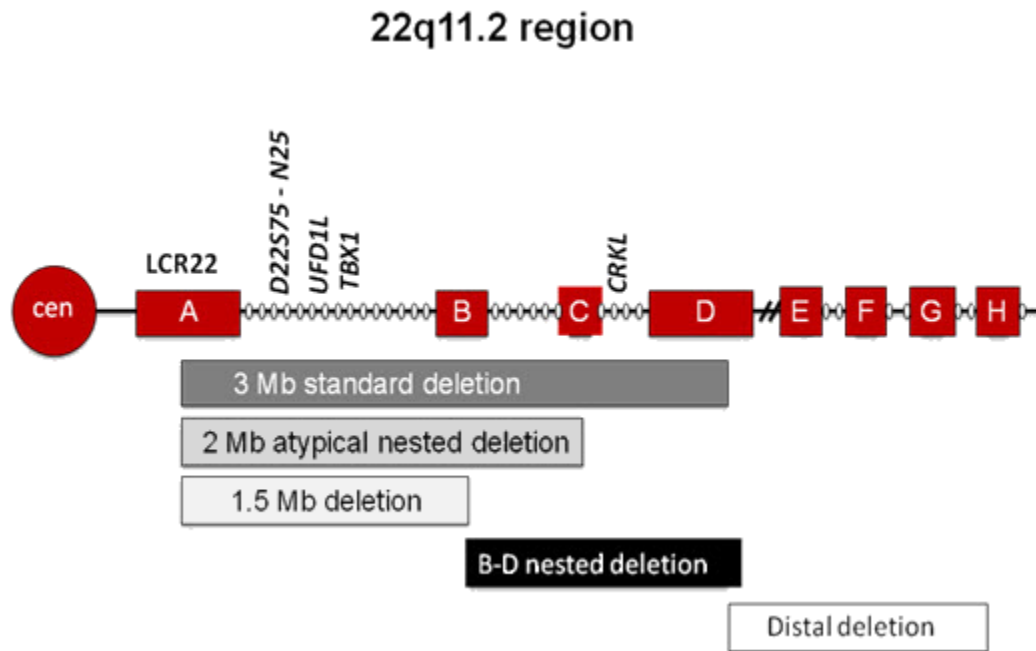 22q11.2 region
D22S75 - N25
UFD1L
TBX1
CRKL
LCR22
cen
A
B
C
D
E
F
G
H
3 Mb standard deletion
2 Mb atypical nested deletion
1.5 Mb deletion
B-D nested deletion
Distal deletion